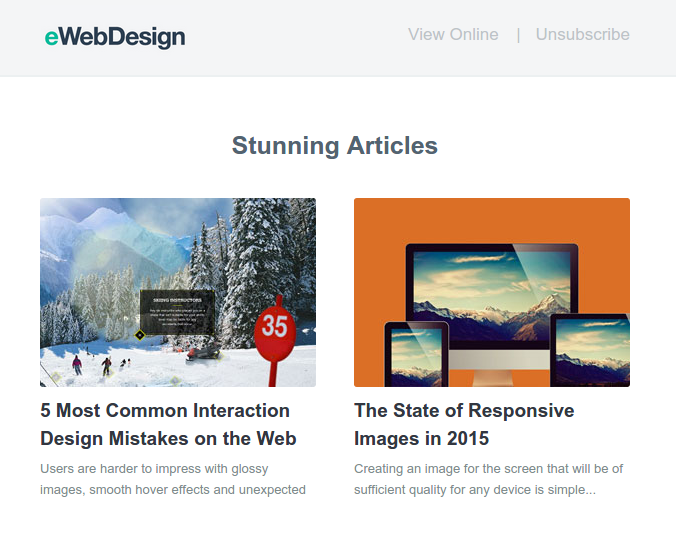 eWebDesign
View Online | Unsubscribe
Stunning Articles
SKIING INSTRUCTORS
35
5 Most Common Interaction
Design Mistakes on the Web
Users are harder to impress with glossy
images, smooth hover effects and unexpected
The State of Responsive
Images in 2015
Creating an image for the screen that will be of
sufficient quality for any device is simple...